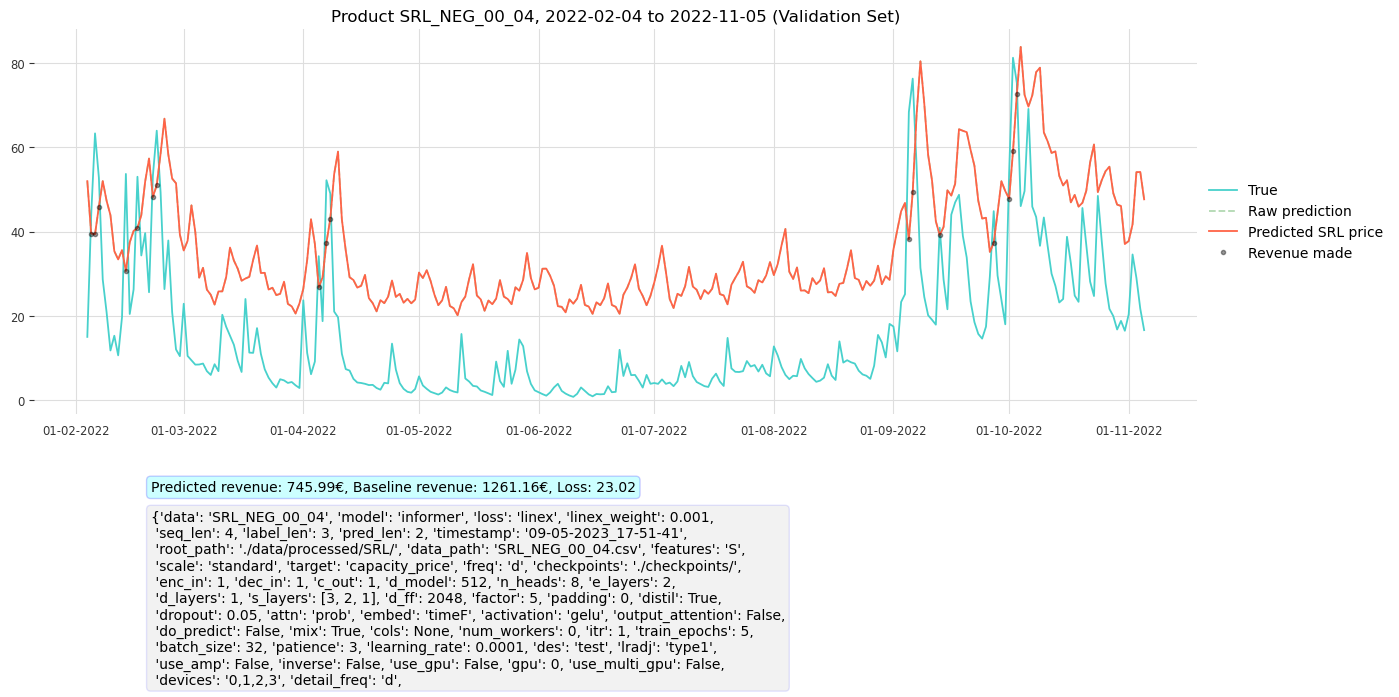 Product SRL_NEG_00_04, 2022-02-04 to 2022-11-05 (Validation Set)
80
60
40
20
0
01-02-2022
01-03-2022
01-04-2022
01-05-2022
01-06-2022
01-07-2022
01-08-2022
01-09-2022
01-10-2022
01-11-2022
True
Raw prediction
Predicted SRL price
Revenue made
Predicted revenue: 745.99€, Baseline revenue: 1261.16€, Loss: 23.02
{'data': 'SRL_NEG_00_04', 'model': 'informer', 'loss': 'linex', 'linex_weight': 0.001,
'seq_len': 4, 'label_len': 3, 'pred_len': 2, 'timestamp': '09-05-2023_17-51-41',
'root_path': './data/processed/SRL/', 'data_path': 'SRL_NEG_00_04.csv', 'features': 'S',
'scale': 'standard', 'target': 'capacity_price', 'freq': 'd', 'checkpoints': './checkpoints/',
'enc_in': 1, 'dec_in': 1, 'c_out': 1, 'd_model': 512, 'n_heads': 8, 'e_layers': 2,
'd_layers': 1, 's_layers': [3, 2, 1], 'd_ff': 2048, 'factor': 5, 'padding': 0, 'distil': True,
'dropout': 0.05, 'attn': 'prob', 'embed': 'timeF', 'activation': 'gelu', 'output_attention': False,
'do_predict': False, 'mix': True, 'cols': None, 'num_workers': 0, 'itr': 1, 'train_epochs': 5,
'batch_size': 32, 'patience': 3, 'learning_rate': 0.0001, 'des': 'test', 'lradj': 'type1',
'use_amp': False, 'inverse': False, 'use_gpu': False, 'gpu': 0, 'use_multi_gpu': False,
'devices': '0,1,2,3', 'detail_freq': 'd',